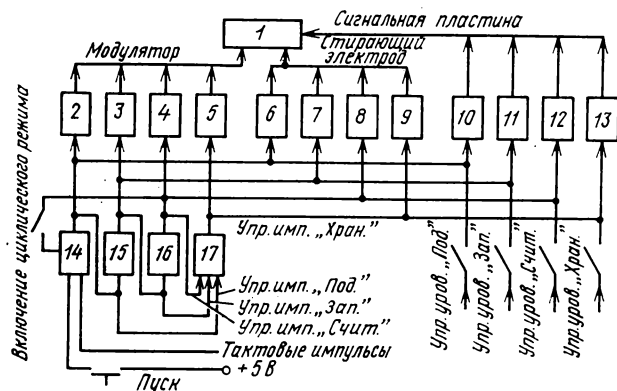 Сигнальная пластина
1
Стирающий
электрод
Модулятор
2 3 4 5 6 7 8 9 10 11 12 13
Включение циклического режима
14 15 16 17
Упр. имп. „Хран."
Упр. имп. „Под."
Упр. имп. „Зап."
Упр. имп. „Счит."
Тактовые импульсы
+5В
Пуск
Упр. уров. „Под."
Упр. уров. „Зап."
Упр. уров. „Счит."
Упр. уров. „Хран."